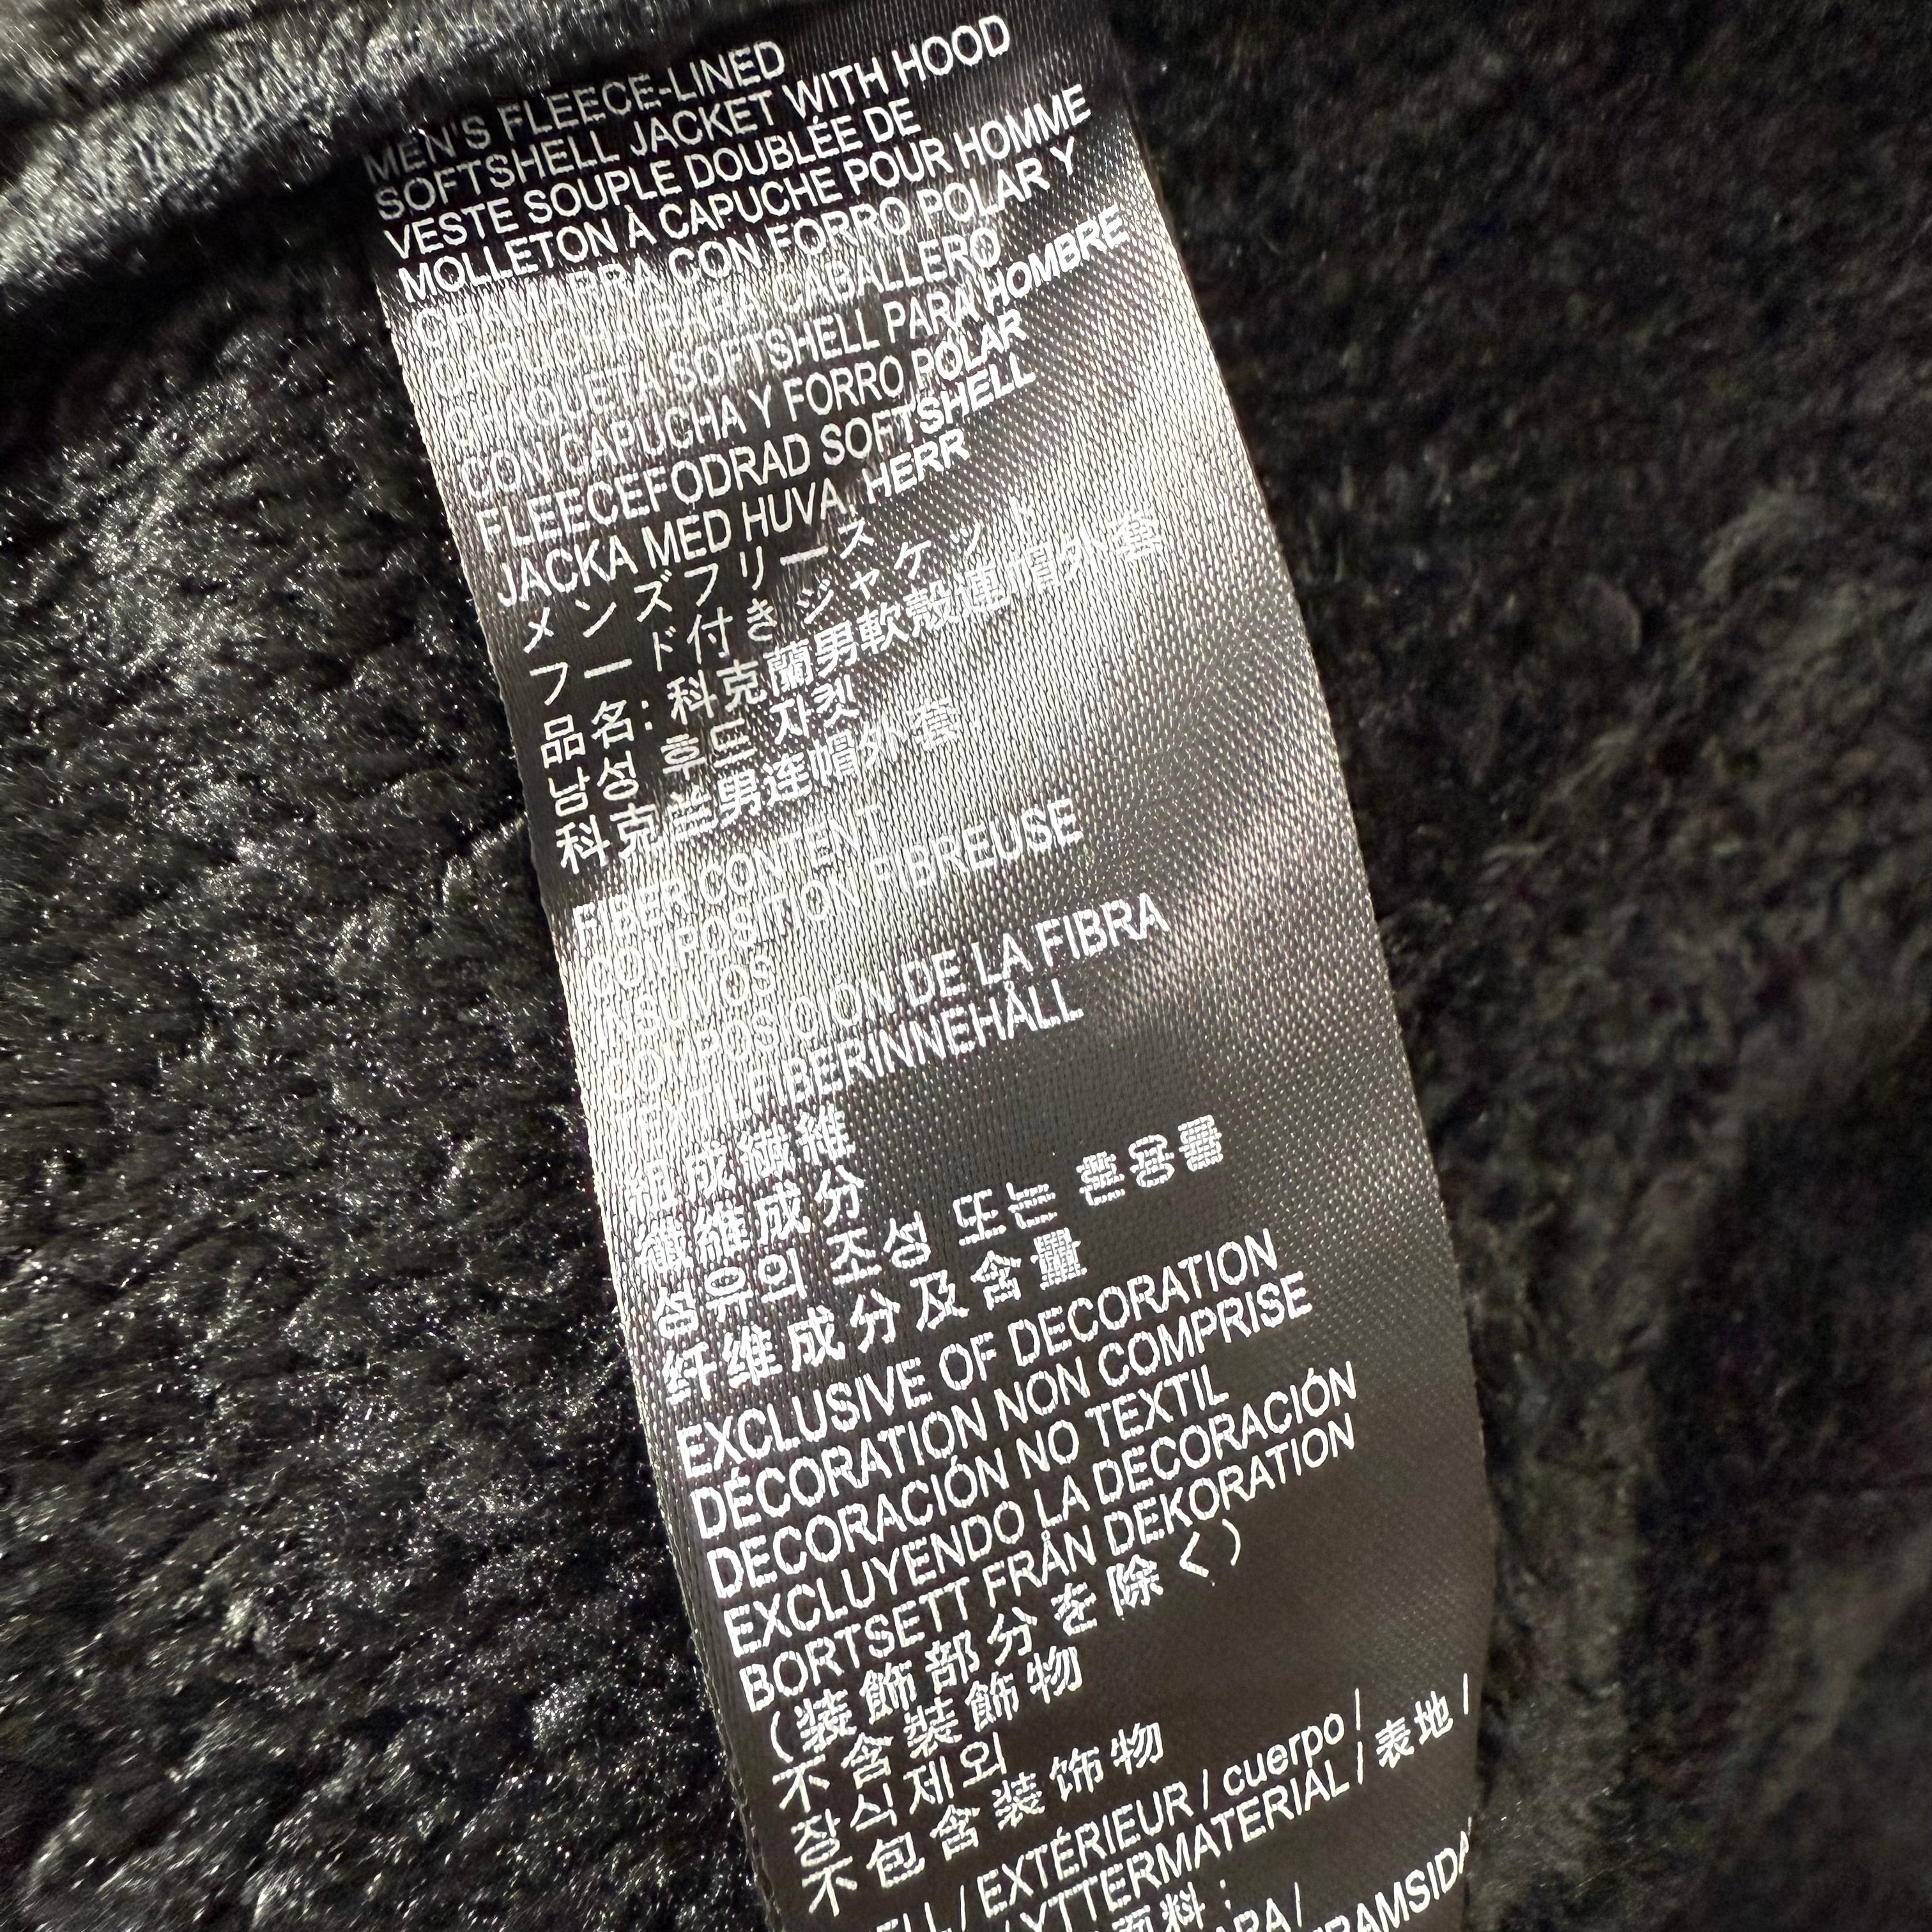 MEN'S FLEECE-LINED
SOFTSHELL JACKET WITH HOOD
VESTE SOUPLE DOUBLÉE DE
MOLLETON À CAPUCHE POUR HOMME
CHAMARRA CON FORRO POLAR Y
CAPUCHA PARA CABALLERO
CHAQUETA SOFTSHELL PARA HOMBRE
CON CAPUCHA Y FORRO POLAR
FLEECEFODRAD SOFTSHELL
JACKA MED HUVA, HERR
メンズフリース
フード付きジャケット
品名: 科克蘭男軟殼連帽外套
남성 후드 자켓
科克兰男连帽外套
FIBER CONTENT
COMPOSITION FIBREUSE
INSUMOS
COMPOSICIÓN DE LA FIBRA
TEXTIL FIBERINNEHÅLL
組成繊維
纖維成分
섬유의 조성 또는 혼용률
纤维成分及含量
EXCLUSIVE OF DECORATION
DÉCORATION NON COMPRISE
DECORACIÓN NO TEXTIL
EXCLUYENDO LA DECORACIÓN
BORTSETT FRÅN DEKORATION
(装飾部分を除く)
不含裝飾物
장식제외
不包含装饰物
/ EXTÉRIEUR / cuerpo /
YTTERMATERIAL / 表地 /
面料 :